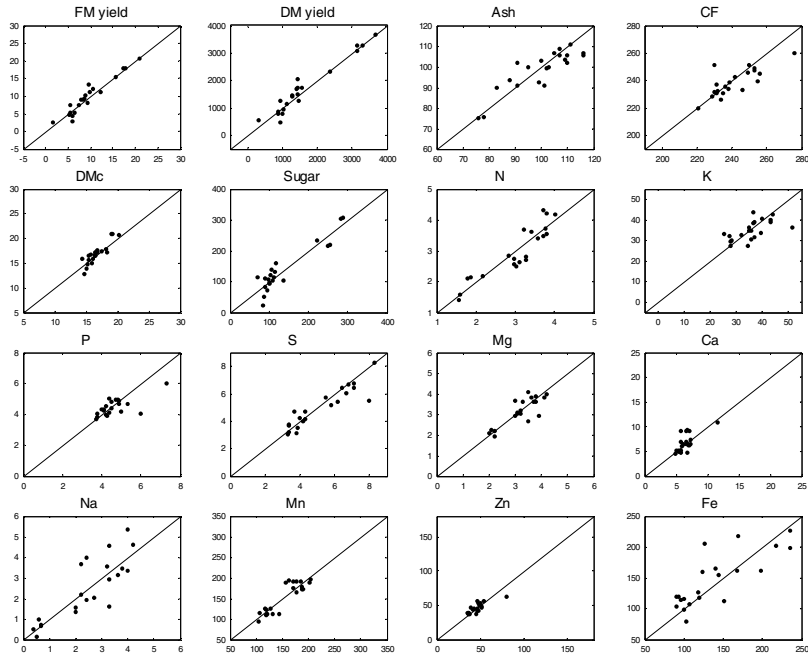 FM yield
30
25
20
15
10
5
0
-5
-10
-5 0 5 10 15 20 25 30
DM yield
4000
3000
2000
1000
0
0 1000 2000 3000 4000
Ash
120
110
100
90
80
70
60
60 70 80 90 100 110 120
CF
270
250
230
210
190
200 220 240 260 280
DMc
30
25
20
15
10
5
5 10 15 20 25 30
Sugar
400
300
200
100
0
0 100 200 300 400
N
5
4
3
2
1
1 2 3 4 5
K
50
40
30
20
10
0
0 10 20 30 40 50
P
8
6
4
2
0
0 2 4 6 8
S
8
6
4
2
0
0 2 4 6 8
Mg
6
5
4
3
2
1
0
0 1 2 3 4 5 6
Ca
25
20
15
10
5
0
0 5 10 15 20 25
Na
6
5
4
3
2
1
0
0 1 2 3 4 5 6
Mn
350
300
250
200
150
100
50
50 100 150 200 250 300 350
Zn
150
100
50
0
0 50 100 150
Fe
250
200
150
100
50
50 100 150 200 250